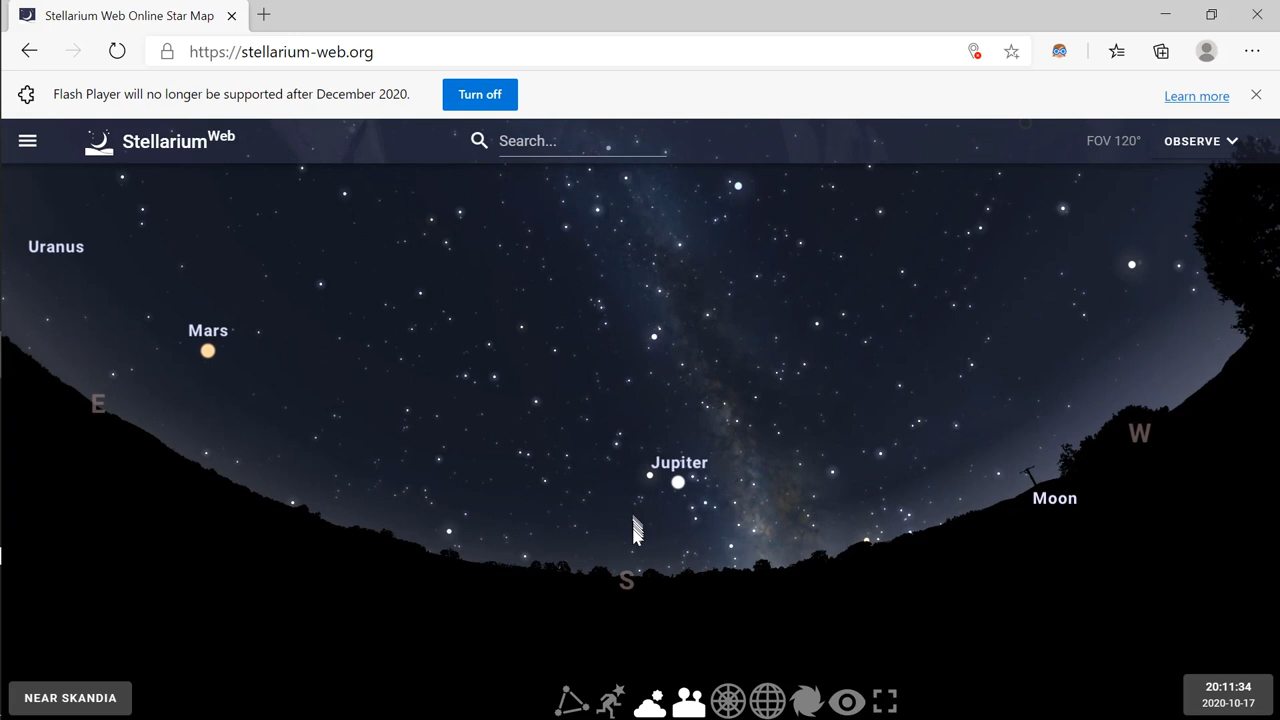 Stellarium Web Online Star Map
https://stellarium-web.org
Flash Player will no longer be supported after December 2020.
Turn off
Learn more
StellariumWeb
Search...
FOV 120°
OBSERVE
Uranus
Mars
E
Jupiter
W
Moon
S
NEAR SKANDIA
20:11:34
2020-10-17